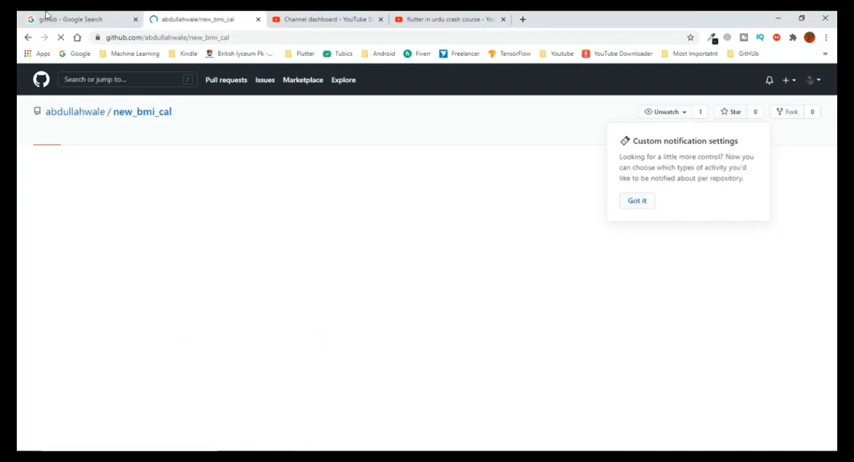 github - Google Search
abdullahwale/new_bmi_cal
Channel dashboard - YouTube S
flutter in urdu crash course - You
github.com/abdullahwale/new_bmi_cal
Apps Google Machine Learning Kindle British lyceum Pk -... Flutter Tubics Android Fiverr Freelancer TensorFlow Youtube YouTube Downloader Most Importatnt GitHUb »
Search or jump to... / Pull requests Issues Marketplace Explore
abdullahwale / new_bmi_cal
Unwatch 1 Star 0 Fork 0
Custom notification settings
Looking for a little more control? Now you
can choose which types of activity you'd
like to be notified about per repository.
Got it